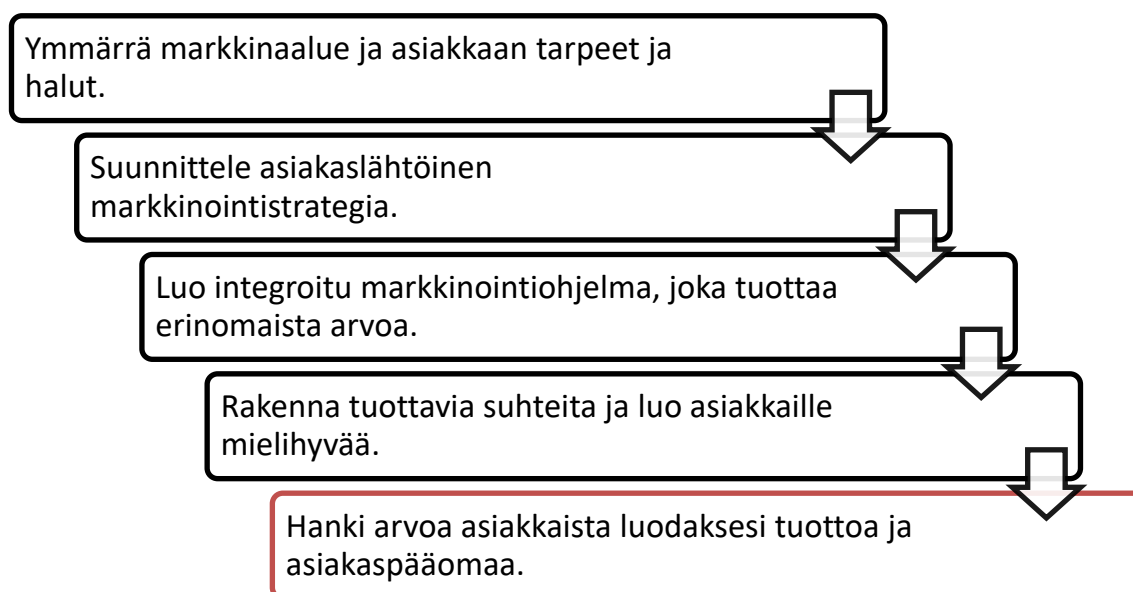 Ymmärrä markkinaalue ja asiakkaan tarpeet ja
halut.
Suunnittele asiakaslähtöinen
markkinointistrategia.
Luo integroitu markkinointiohjelma, joka tuottaa
erinomaista arvoa.
Rakenna tuottavia suhteita ja luo asiakkaille
mielihyvää.
Hanki arvoa asiakkaista luodaksesi tuottoa ja
asiakaspääomaa.